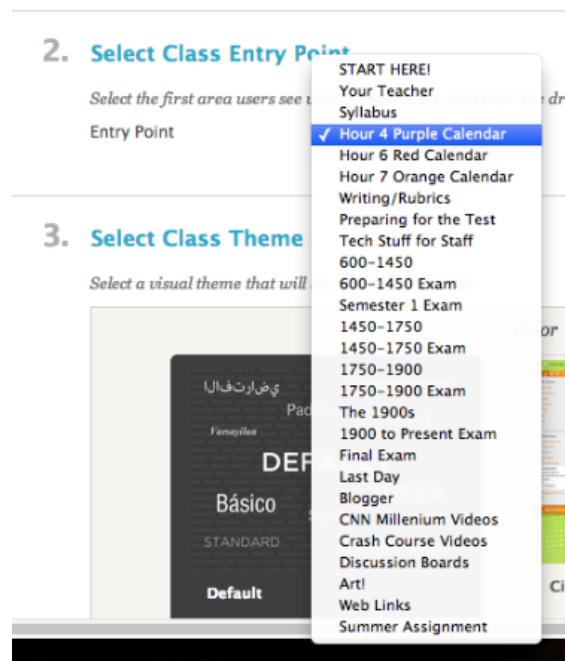 2. Select Class Entry Point
Select the first area users see
Entry Point
START HERE!
Your Teacher
Syllabus
✓ Hour 4 Purple Calendar
Hour 6 Red Calendar
Hour 7 Orange Calendar
Writing/Rubrics
Preparing for the Test
Tech Stuff for Staff
600-1450
600-1450 Exam
Semester 1 Exam
1450-1750
1450-1750 Exam
1750-1900
1750-1900 Exam
The 1900s
1900 to Present Exam
Final Exam
Last Day
Blogger
CNN Millenium Videos
Crash Course Videos
Discussion Boards
Art!
Web Links
Summer Assignment
3. Select Class Theme
Select a visual theme that will
Básico
STANDARD
Default